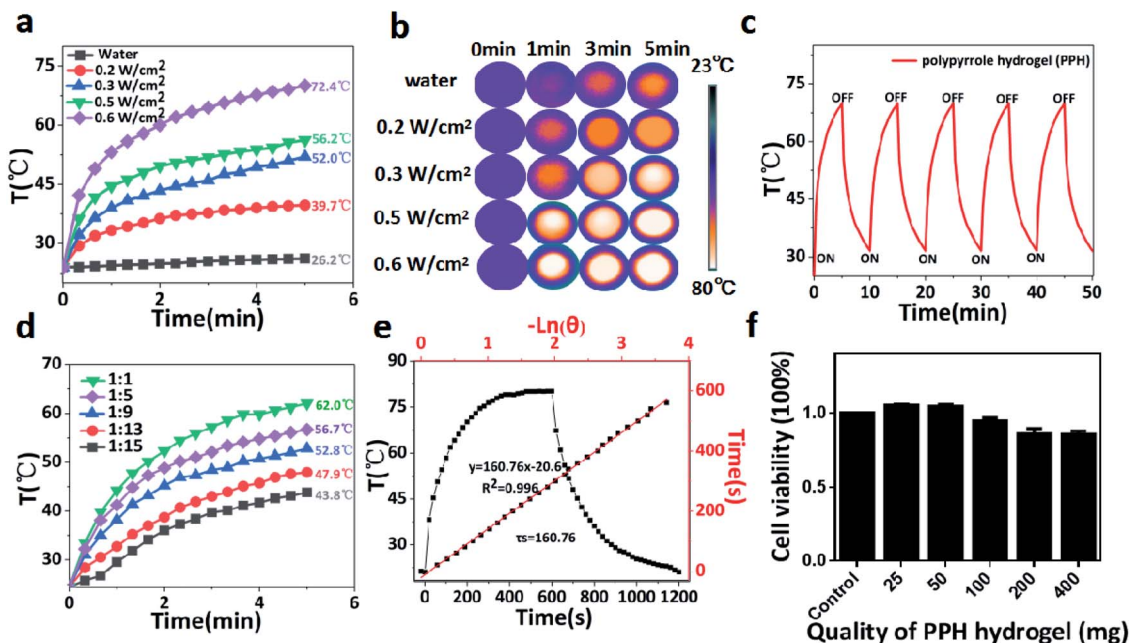 a
Water
0.2 W/cm²
0.3 W/cm²
0.5 W/cm²
0.6 W/cm²
72.4℃
56.2℃
52.0℃
39.7℃
26.2℃
75
60
45
30
T(℃)
0 2 4 6
Time(min)
b
0min 1min 3min 5min
water
0.2 W/cm²
0.3 W/cm²
0.5 W/cm²
0.6 W/cm²
23℃
80℃
c
polypyrrole hydrogel (PPH)
OFF OFF OFF OFF OFF
ON ON ON ON ON
75
60
45
30
T(℃)
0 10 20 30 40 50
Time(min)
d
1:1
1:5
1:9
1:13
1:15
62.0℃
56.7℃
52.8℃
47.9℃
43.8℃
70
60
50
40
30
T(℃)
0 2 4 6
Time(min)
e
-Ln(θ)
0 1 2 3 4
90
75
60
45
30
T(℃)
y=160.76x-20.6
R²=0.996
τs=160.76
600
400
200
0
Time(s)
0 200 400 600 800 1000 1200
Time(s)
f
Cell viability (100%)
1.0
0.5
0.0
Control 25 50 100 200 400
Quality of PPH hydrogel (mg)